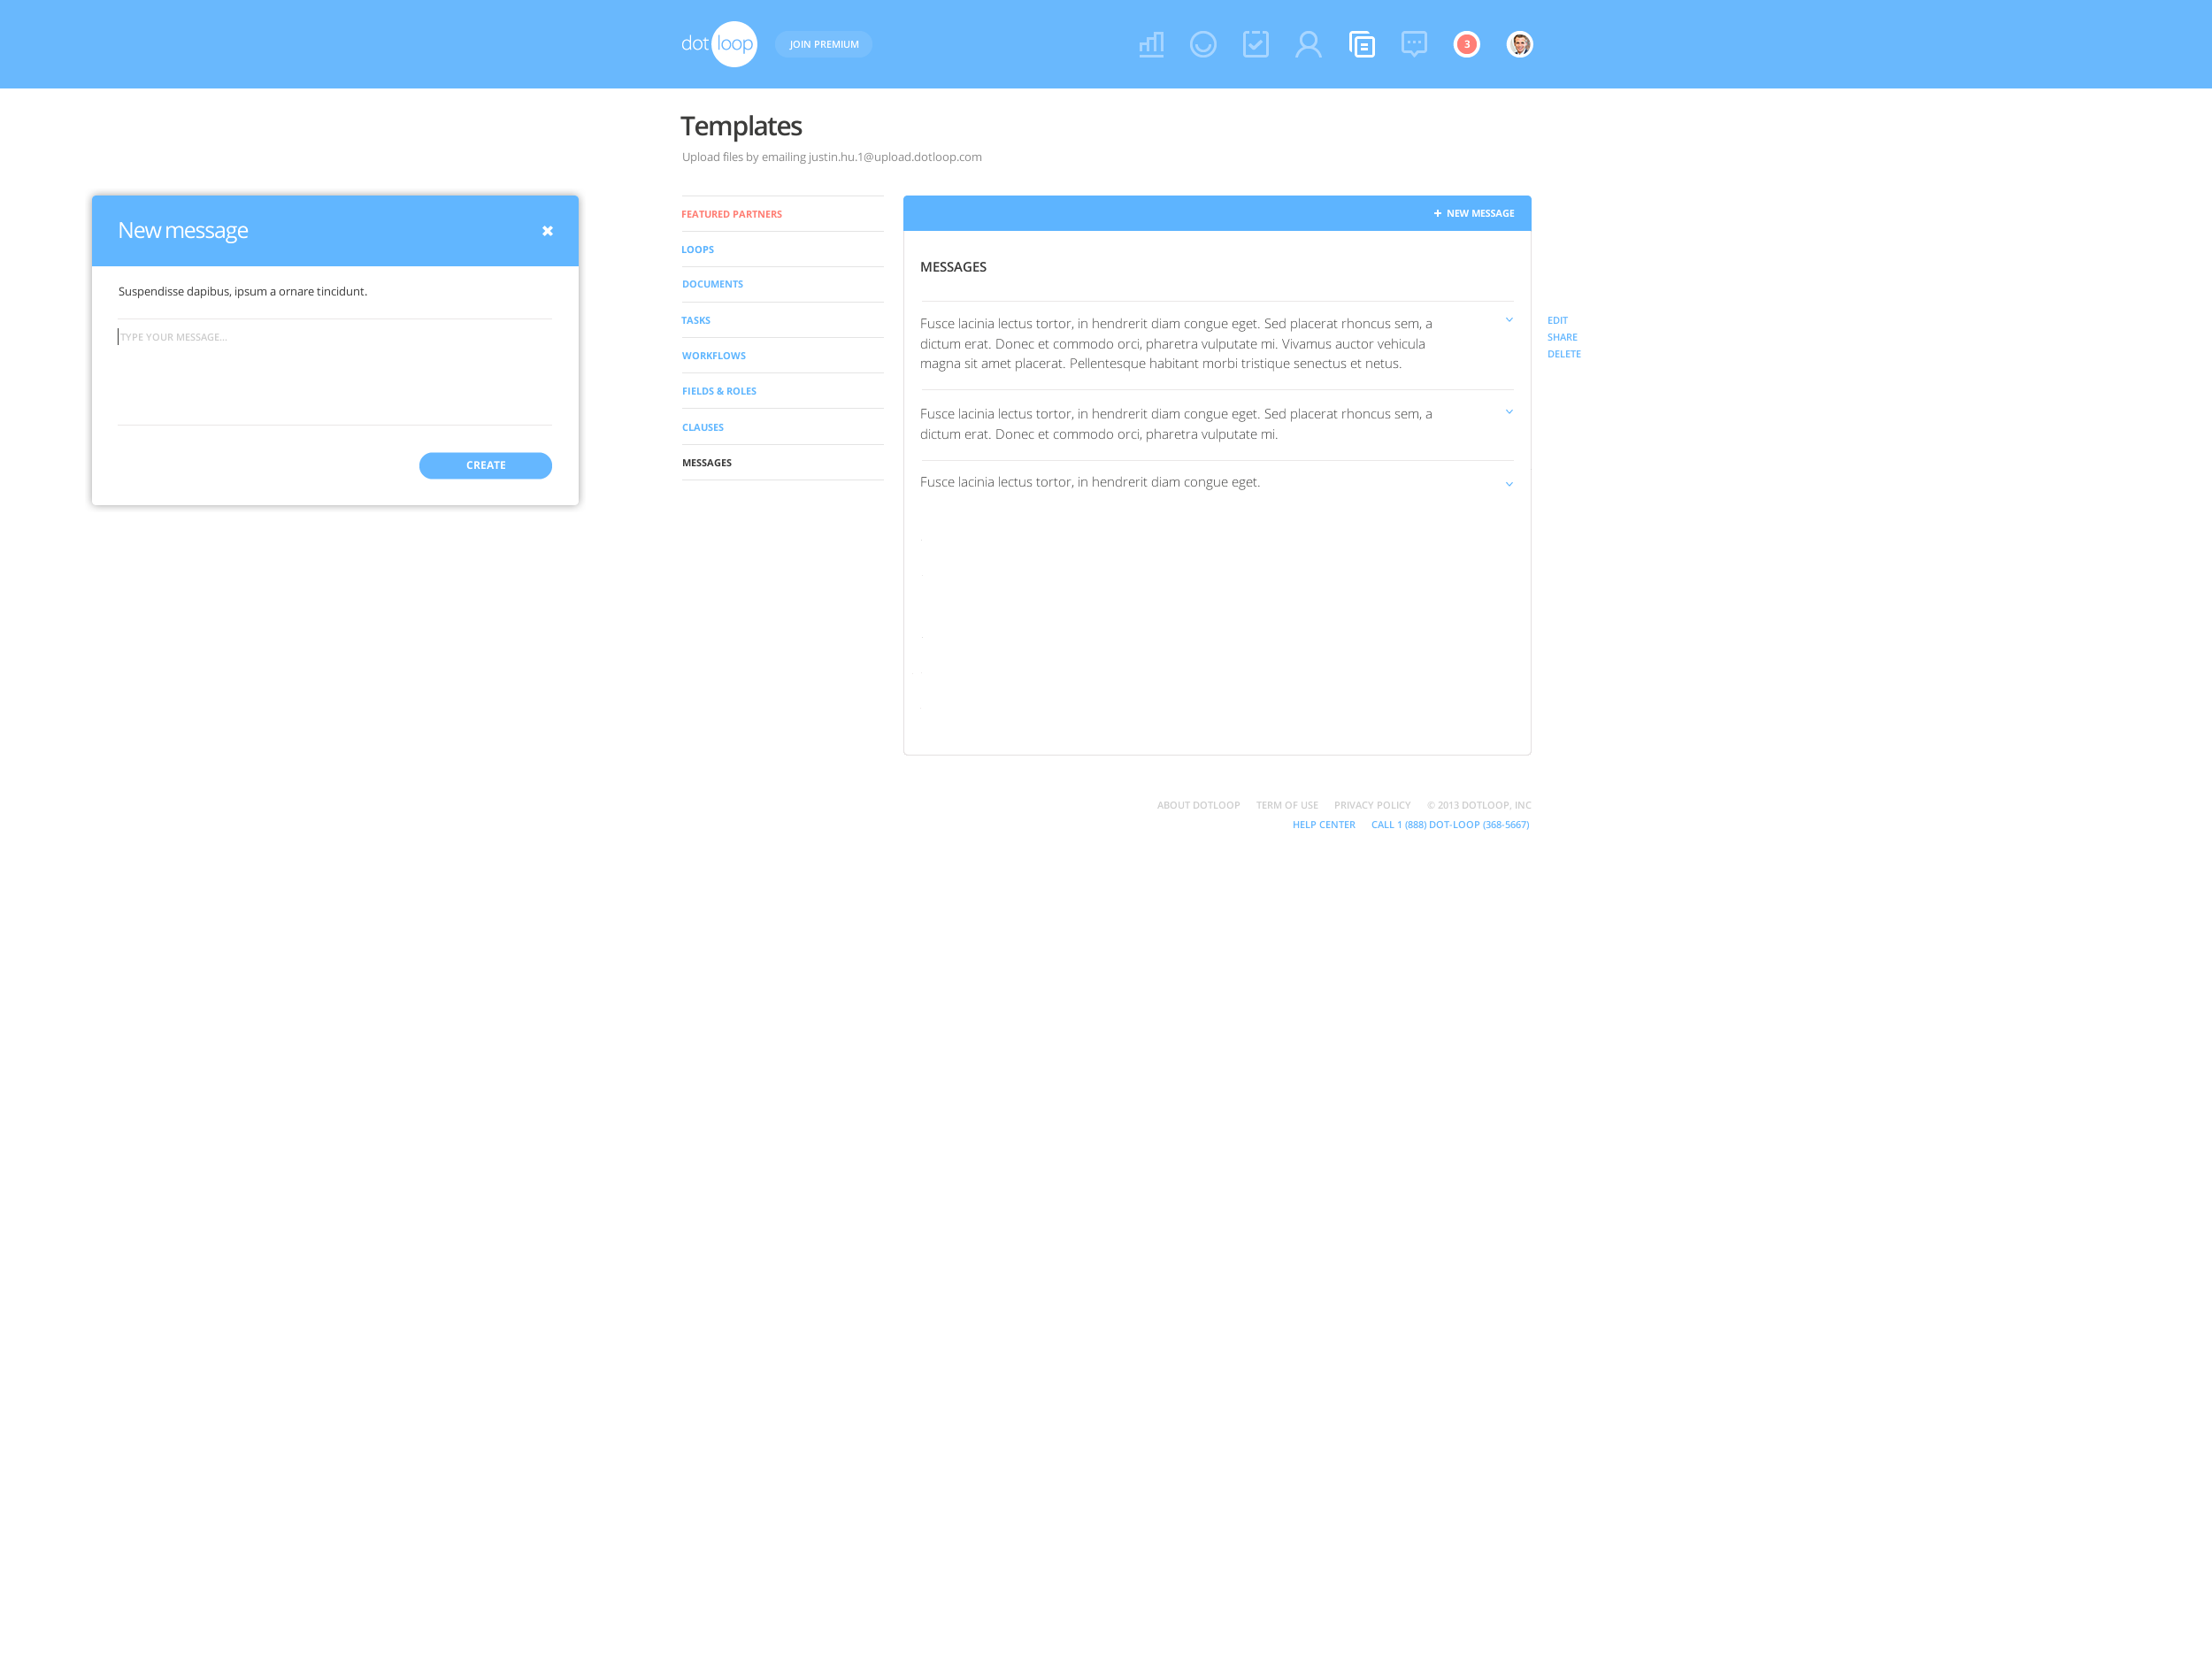 dot loop
JOIN PREMIUM
3
Templates
Upload files by emailing justin.hu.1@upload.dotloop.com
New message
Suspendisse dapibus, ipsum a ornare tincidunt.
TYPE YOUR MESSAGE...
CREATE
FEATURED PARTNERS
LOOPS
DOCUMENTS
TASKS
WORKFLOWS
FIELDS & ROLES
CLAUSES
MESSAGES
+ NEW MESSAGE
MESSAGES
Fusce lacinia lectus tortor, in hendrerit diam congue eget. Sed placerat rhoncus sem, a
dictum erat. Donec et commodo orci, pharetra vulputate mi. Vivamus auctor vehicula
magna sit amet placerat. Pellentesque habitant morbi tristique senectus et netus.
Fusce lacinia lectus tortor, in hendrerit diam congue eget. Sed placerat rhoncus sem, a
dictum erat. Donec et commodo orci, pharetra vulputate mi.
Fusce lacinia lectus tortor, in hendrerit diam congue eget.
EDIT
SHARE
DELETE
ABOUT DOTLOOP TERM OF USE PRIVACY POLICY © 2013 DOTLOOP, INC
HELP CENTER CALL 1 (888) DOT-LOOP (368-5667)